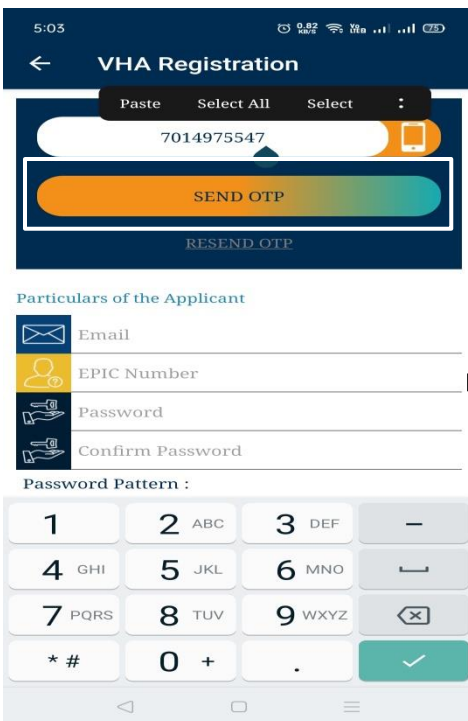 5:03
0.82 KB/S
75
VHA Registration
Paste Select All Select
7014975547
SEND OTP
RESEND OTP
Particulars of the Applicant
Email
EPIC Number
Password
Confirm Password
Password Pattern :
1 2 ABC 3 DEF –
4 GHI 5 JKL 6 MNO
7 PQRS 8 TUV 9 WXYZ
* # 0 + .